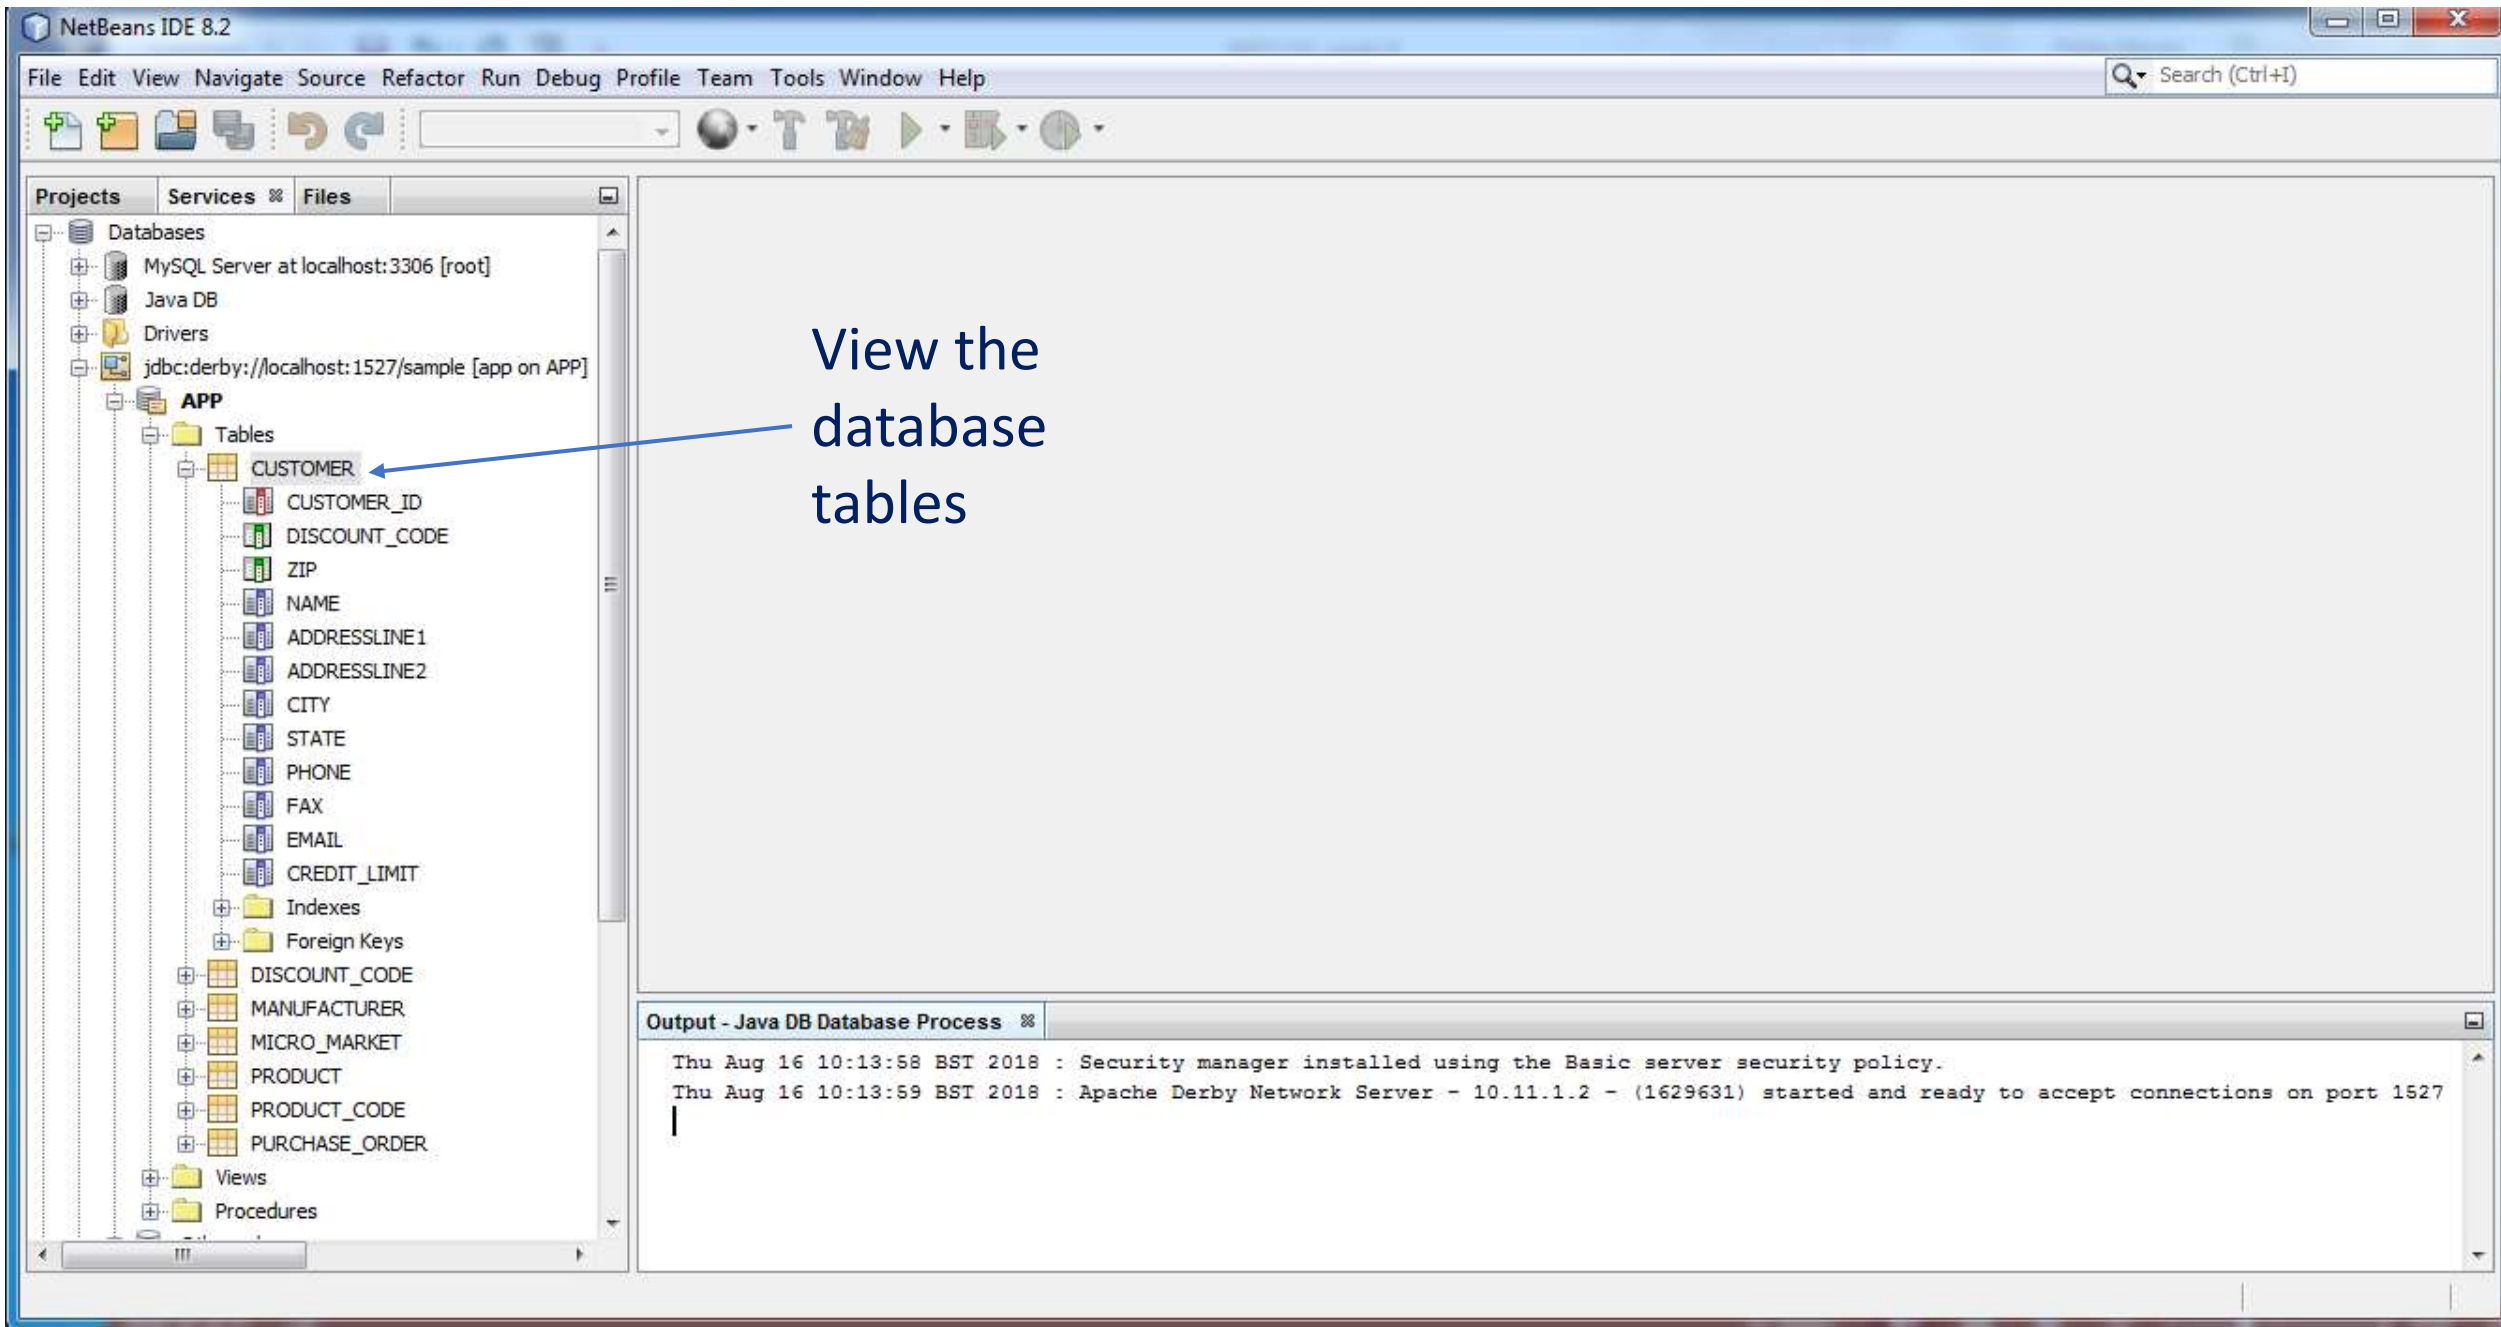 NetBeans IDE 8.2
File Edit View Navigate Source Refactor Run Debug Profile Team Tools Window Help
Search (Ctrl+I)
Projects Services Files
Databases
MySQL Server at localhost:3306 [root]
Java DB
Drivers
jdbc:derby://localhost:1527/sample [app on APP]
APP
Tables
CUSTOMER
CUSTOMER_ID
DISCOUNT_CODE
ZIP
NAME
ADDRESSLINE1
ADDRESSLINE2
CITY
STATE
PHONE
FAX
EMAIL
CREDIT_LIMIT
Indexes
Foreign Keys
DISCOUNT_CODE
MANUFACTURER
MICRO_MARKET
PRODUCT
PRODUCT_CODE
PURCHASE_ORDER
Views
Procedures
View the
database
tables
Output - Java DB Database Process
Thu Aug 16 10:13:58 BST 2018 : Security manager installed using the Basic server security policy.
Thu Aug 16 10:13:59 BST 2018 : Apache Derby Network Server - 10.11.1.2 - (1629631) started and ready to accept connections on port 1527